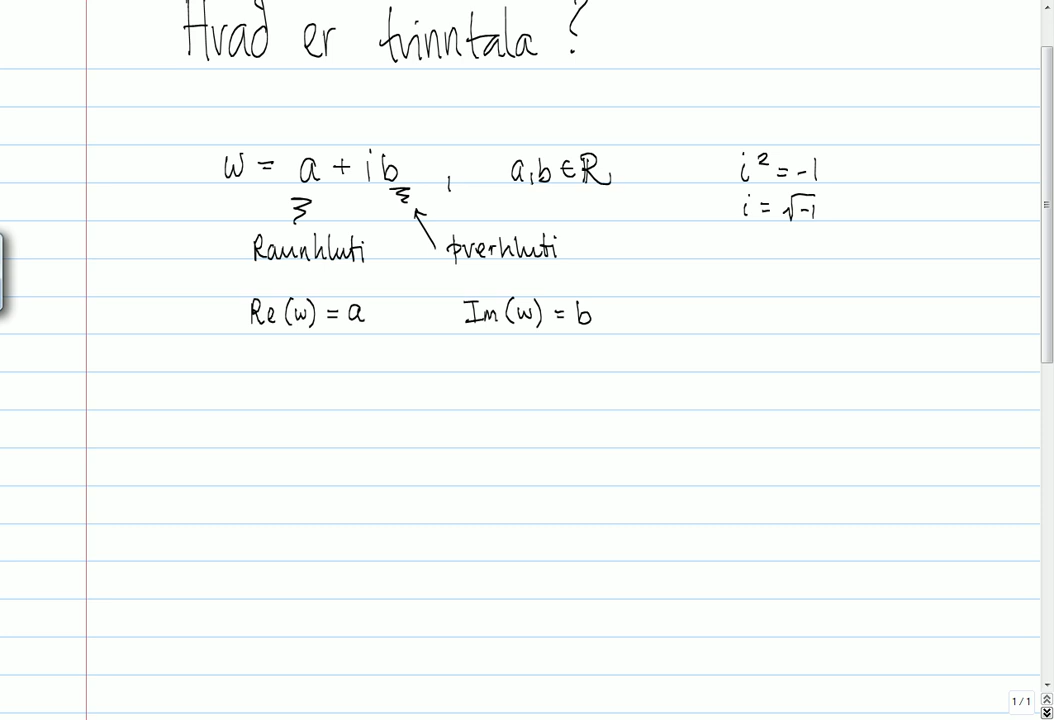 Hvað er tvinntala?
w = a + ib , a,b ∈ ℝ i² = -1
i = √-1
Raunhluti þverhluti
Re(w) = a Im(w) = b
1/1